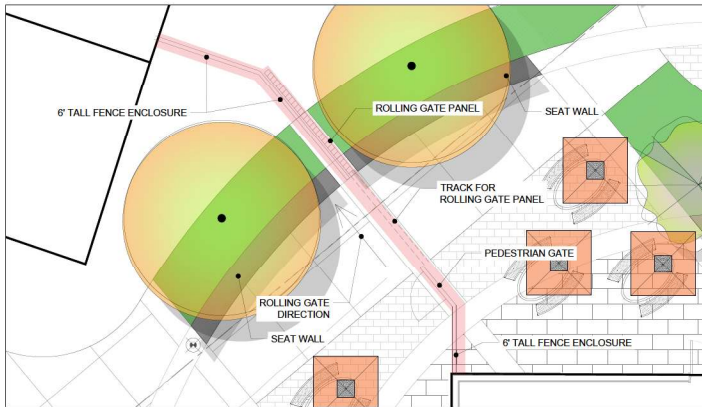 6' TALL FENCE ENCLOSURE
ROLLING GATE PANEL
SEAT WALL
TRACK FOR
ROLLING GATE PANEL
PEDESTRIAN GATE
ROLLING GATE
DIRECTION
SEAT WALL
6' TALL FENCE ENCLOSURE
H